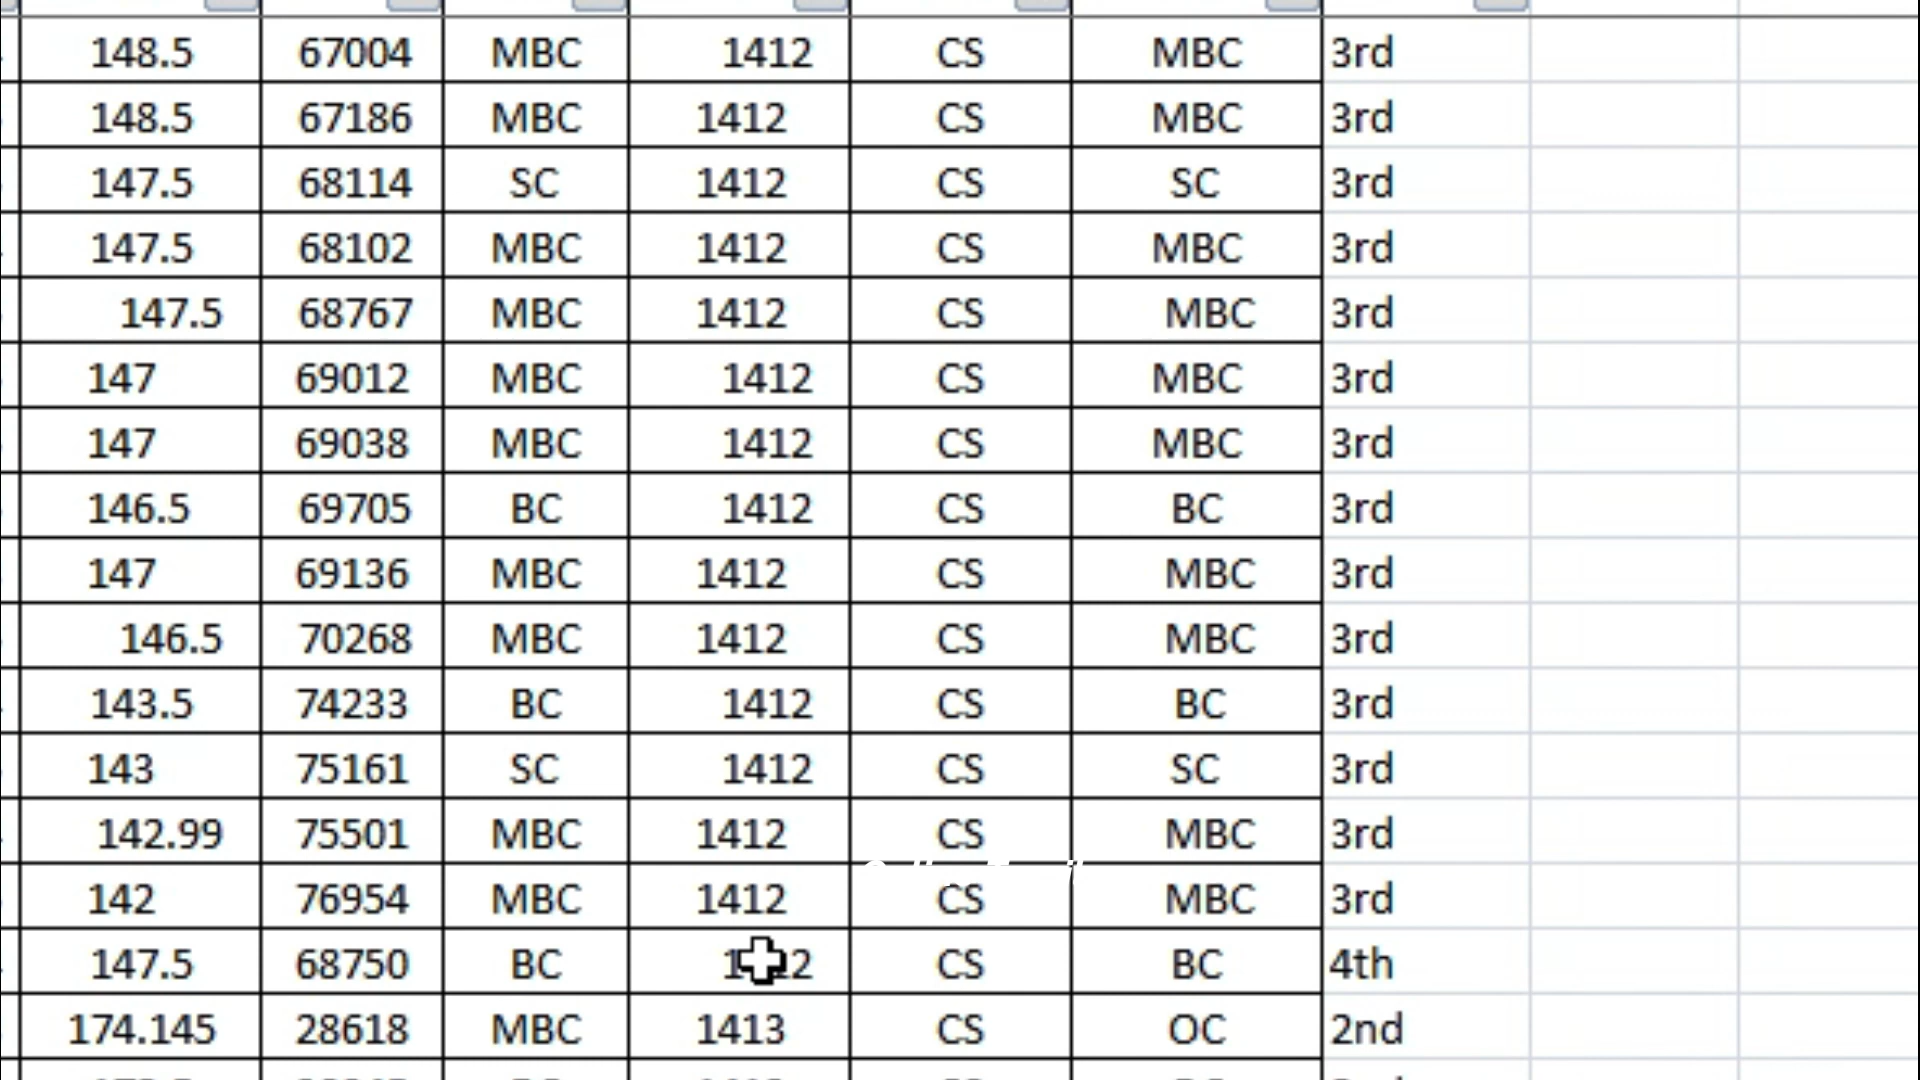 148.5 67004 MBC 1412 CS MBC 3rd
148.5 67186 MBC 1412 CS MBC 3rd
147.5 68114 SC 1412 CS SC 3rd
147.5 68102 MBC 1412 CS MBC 3rd
147.5 68767 MBC 1412 CS MBC 3rd
147 69012 MBC 1412 CS MBC 3rd
147 69038 MBC 1412 CS MBC 3rd
146.5 69705 BC 1412 CS BC 3rd
147 69136 MBC 1412 CS MBC 3rd
146.5 70268 MBC 1412 CS MBC 3rd
143.5 74233 BC 1412 CS BC 3rd
143 75161 SC 1412 CS SC 3rd
142.99 75501 MBC 1412 CS MBC 3rd
142 76954 MBC 1412 CS MBC 3rd
147.5 68750 BC CS BC 4th
174.145 28618 MBC 1413 CS OC 2nd